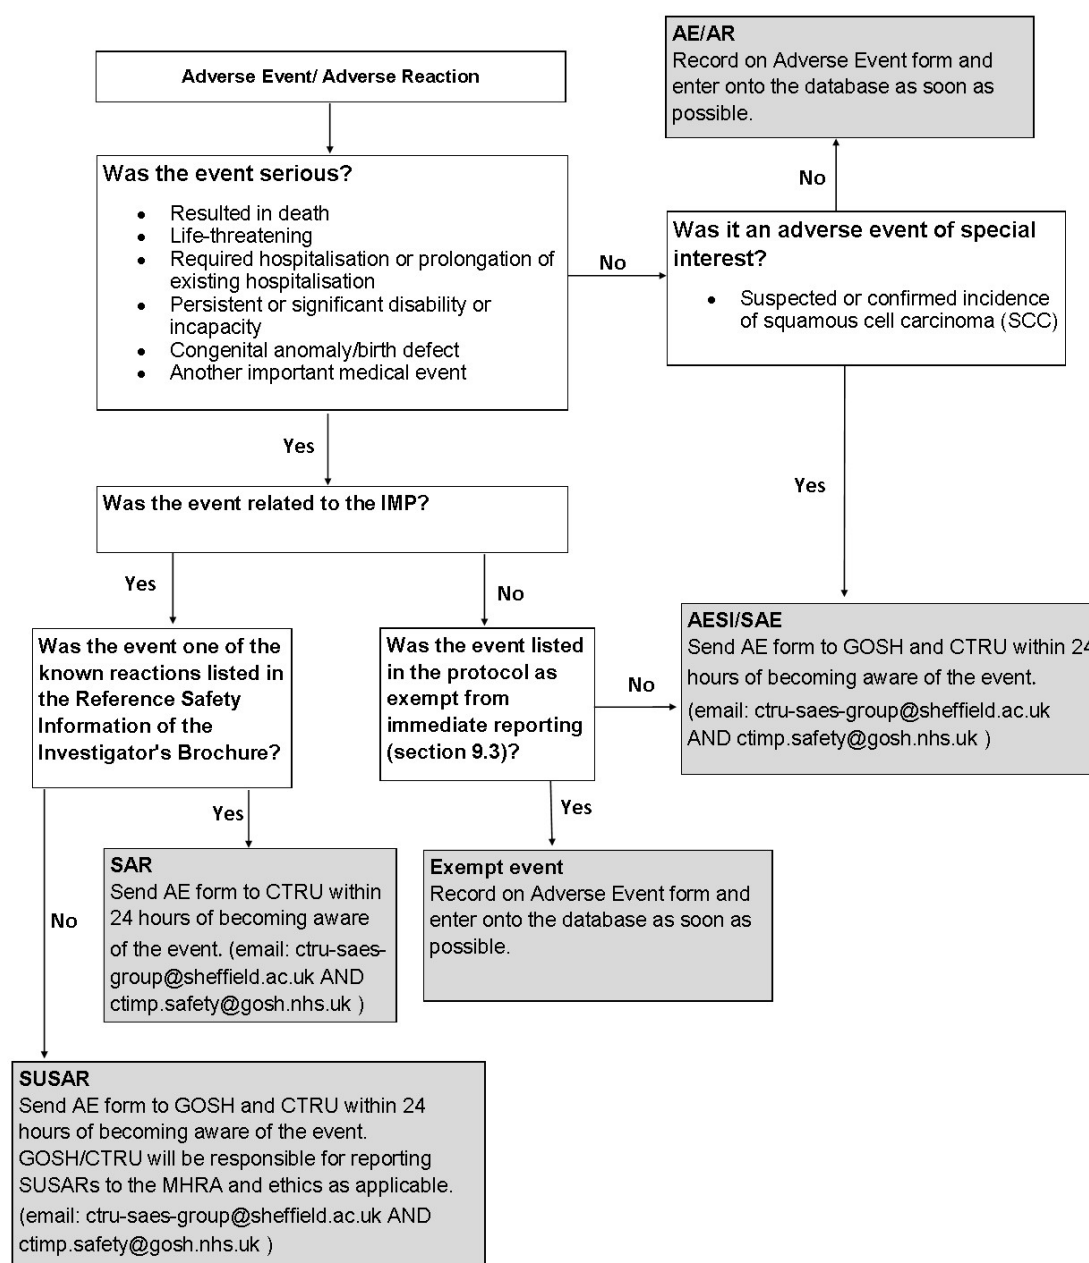 Adverse Event/ Adverse Reaction
AE/AR
Record on Adverse Event form and
enter onto the database as soon as
possible.
Was the event serious?
• Resulted in death
• Life-threatening
• Required hospitalisation or prolongation of
existing hospitalisation
• Persistent or significant disability or
incapacity
• Congenital anomaly/birth defect
• Another important medical event
No
No
Was it an adverse event of special
interest?
• Suspected or confirmed incidence
of squamous cell carcinoma (SCC)
Yes
Yes
Was the event related to the IMP?
Yes
No
Was the event one of the
known reactions listed in
the Reference Safety
Information of the
Investigator's Brochure?
Was the event listed
in the protocol as
exempt from
immediate reporting
(section 9.3)?
No
AESI/SAE
Send AE form to GOSH and CTRU within 24
hours of becoming aware of the event.
(email: ctru-saes-group@sheffield.ac.uk
AND ctimp.safety@gosh.nhs.uk )
Yes
Yes
No
SAR
Send AE form to CTRU within
24 hours of becoming aware
of the event. (email: ctru-saes-
group@sheffield.ac.uk AND
ctimp.safety@gosh.nhs.uk )
Exempt event
Record on Adverse Event form and
enter onto the database as soon as
possible.
SUSAR
Send AE form to GOSH and CTRU within 24
hours of becoming aware of the event.
GOSH/CTRU will be responsible for reporting
SUSARs to the MHRA and ethics as applicable.
(email: ctru-saes-group@sheffield.ac.uk AND
ctimp.safety@gosh.nhs.uk )